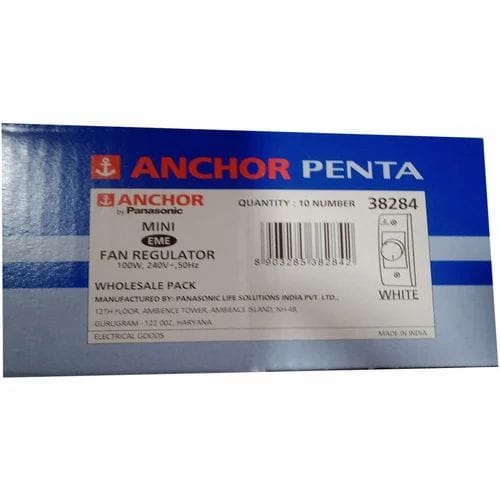 ANCHOR PENTA
ANCHOR
by Panasonic
QUANTITY : 10 NUMBER 38284
MINI
EME
FAN REGULATOR
100W, 240V~,50Hz
8 903285 382842
WHITE
WHOLESALE PACK
MANUFACTURED BY: PANASONIC LIFE SOLUTIONS INDIA PVT. LTD.,
12TH FLOOR, AMBIENCE TOWER, AMBIENCE ISLAND, NH-48,
GURUGRAM - 122 002, HARYANA
ELECTRICAL GOODS MADE IN INDIA